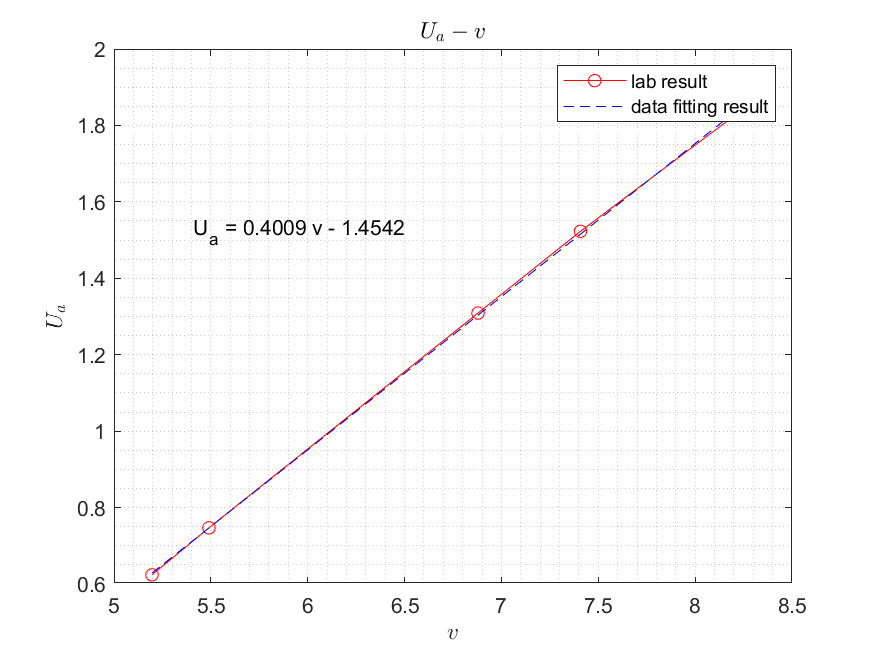 U_a − v
2
lab result
data fitting result
1.8
1.6
U_a = 0.4009 v - 1.4542
1.4
U_a
1.2
1
0.8
0.6
5 5.5 6 6.5 7 7.5 8 8.5
v